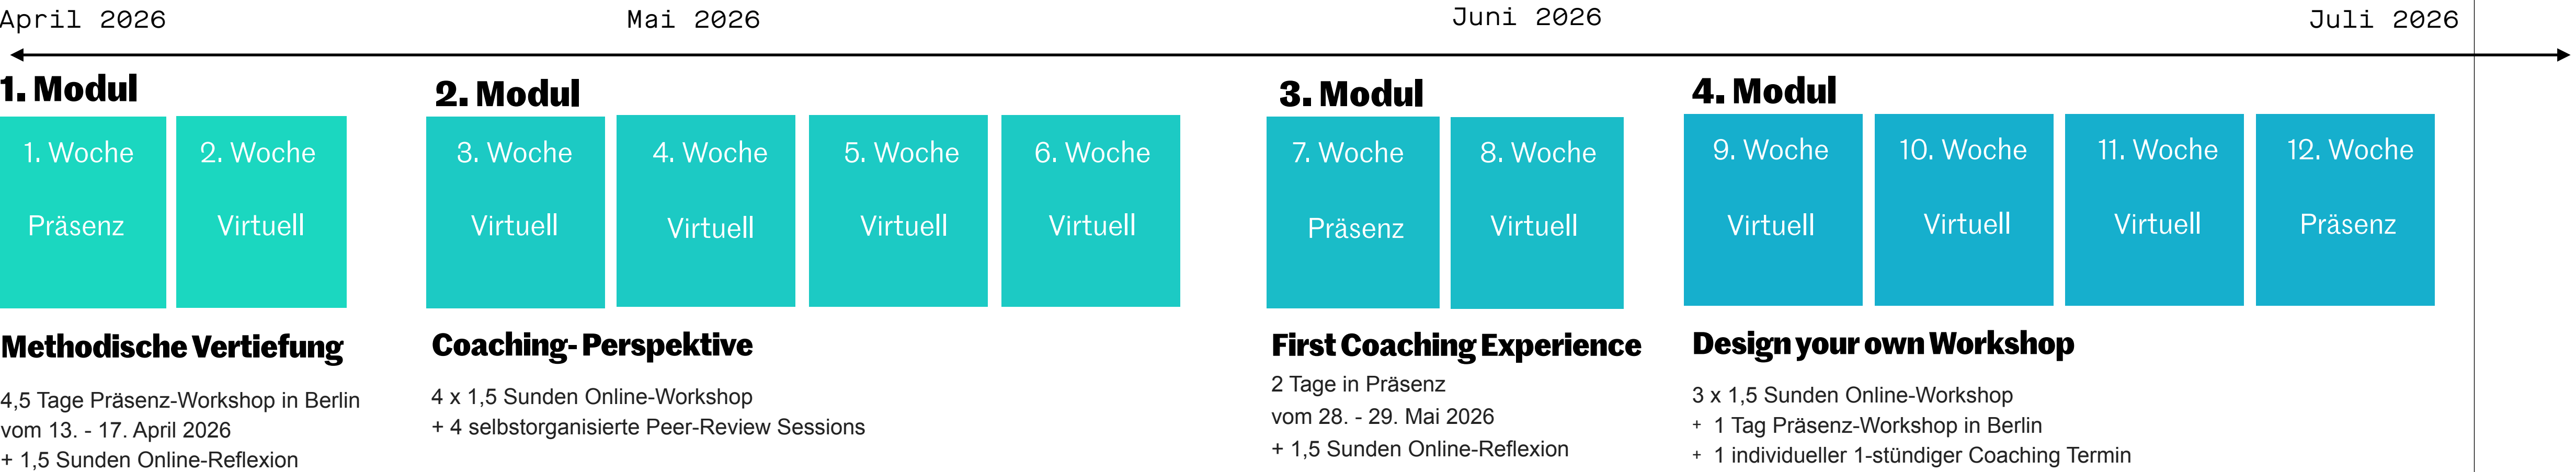 April 2026
Mai 2026
Juni 2026
Juli 2026
1. Modul
1. Woche
Präsenz
2. Woche
Virtuell
Methodische Vertiefung
4,5 Tage Präsenz-Workshop in Berlin
vom 13. - 17. April 2026
+ 1,5 Sunden Online-Reflexion
2. Modul
3. Woche
Virtuell
4. Woche
Virtuell
5. Woche
Virtuell
6. Woche
Virtuell
Coaching- Perspektive
4 x 1,5 Sunden Online-Workshop
+ 4 selbstorganisierte Peer-Review Sessions
3. Modul
7. Woche
Präsenz
8. Woche
Virtuell
First Coaching Experience
2 Tage in Präsenz
vom 28. - 29. Mai 2026
+ 1,5 Sunden Online-Reflexion
4. Modul
9. Woche
Virtuell
10. Woche
Virtuell
11. Woche
Virtuell
12. Woche
Präsenz
Design your own Workshop
3 x 1,5 Sunden Online-Workshop
+ 1 Tag Präsenz-Workshop in Berlin
+ 1 individueller 1-stündiger Coaching Termin